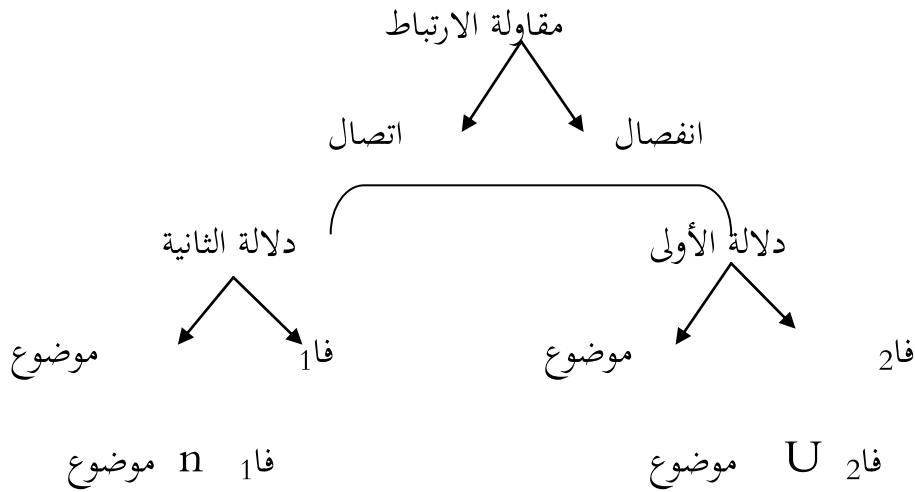 مقاولة الارتباط
انفصال اتصال
دلالة الأولى دلالة الثانية
فا2 موضوع فا1 موضوع
فا2 U موضوع فا1 n موضوع